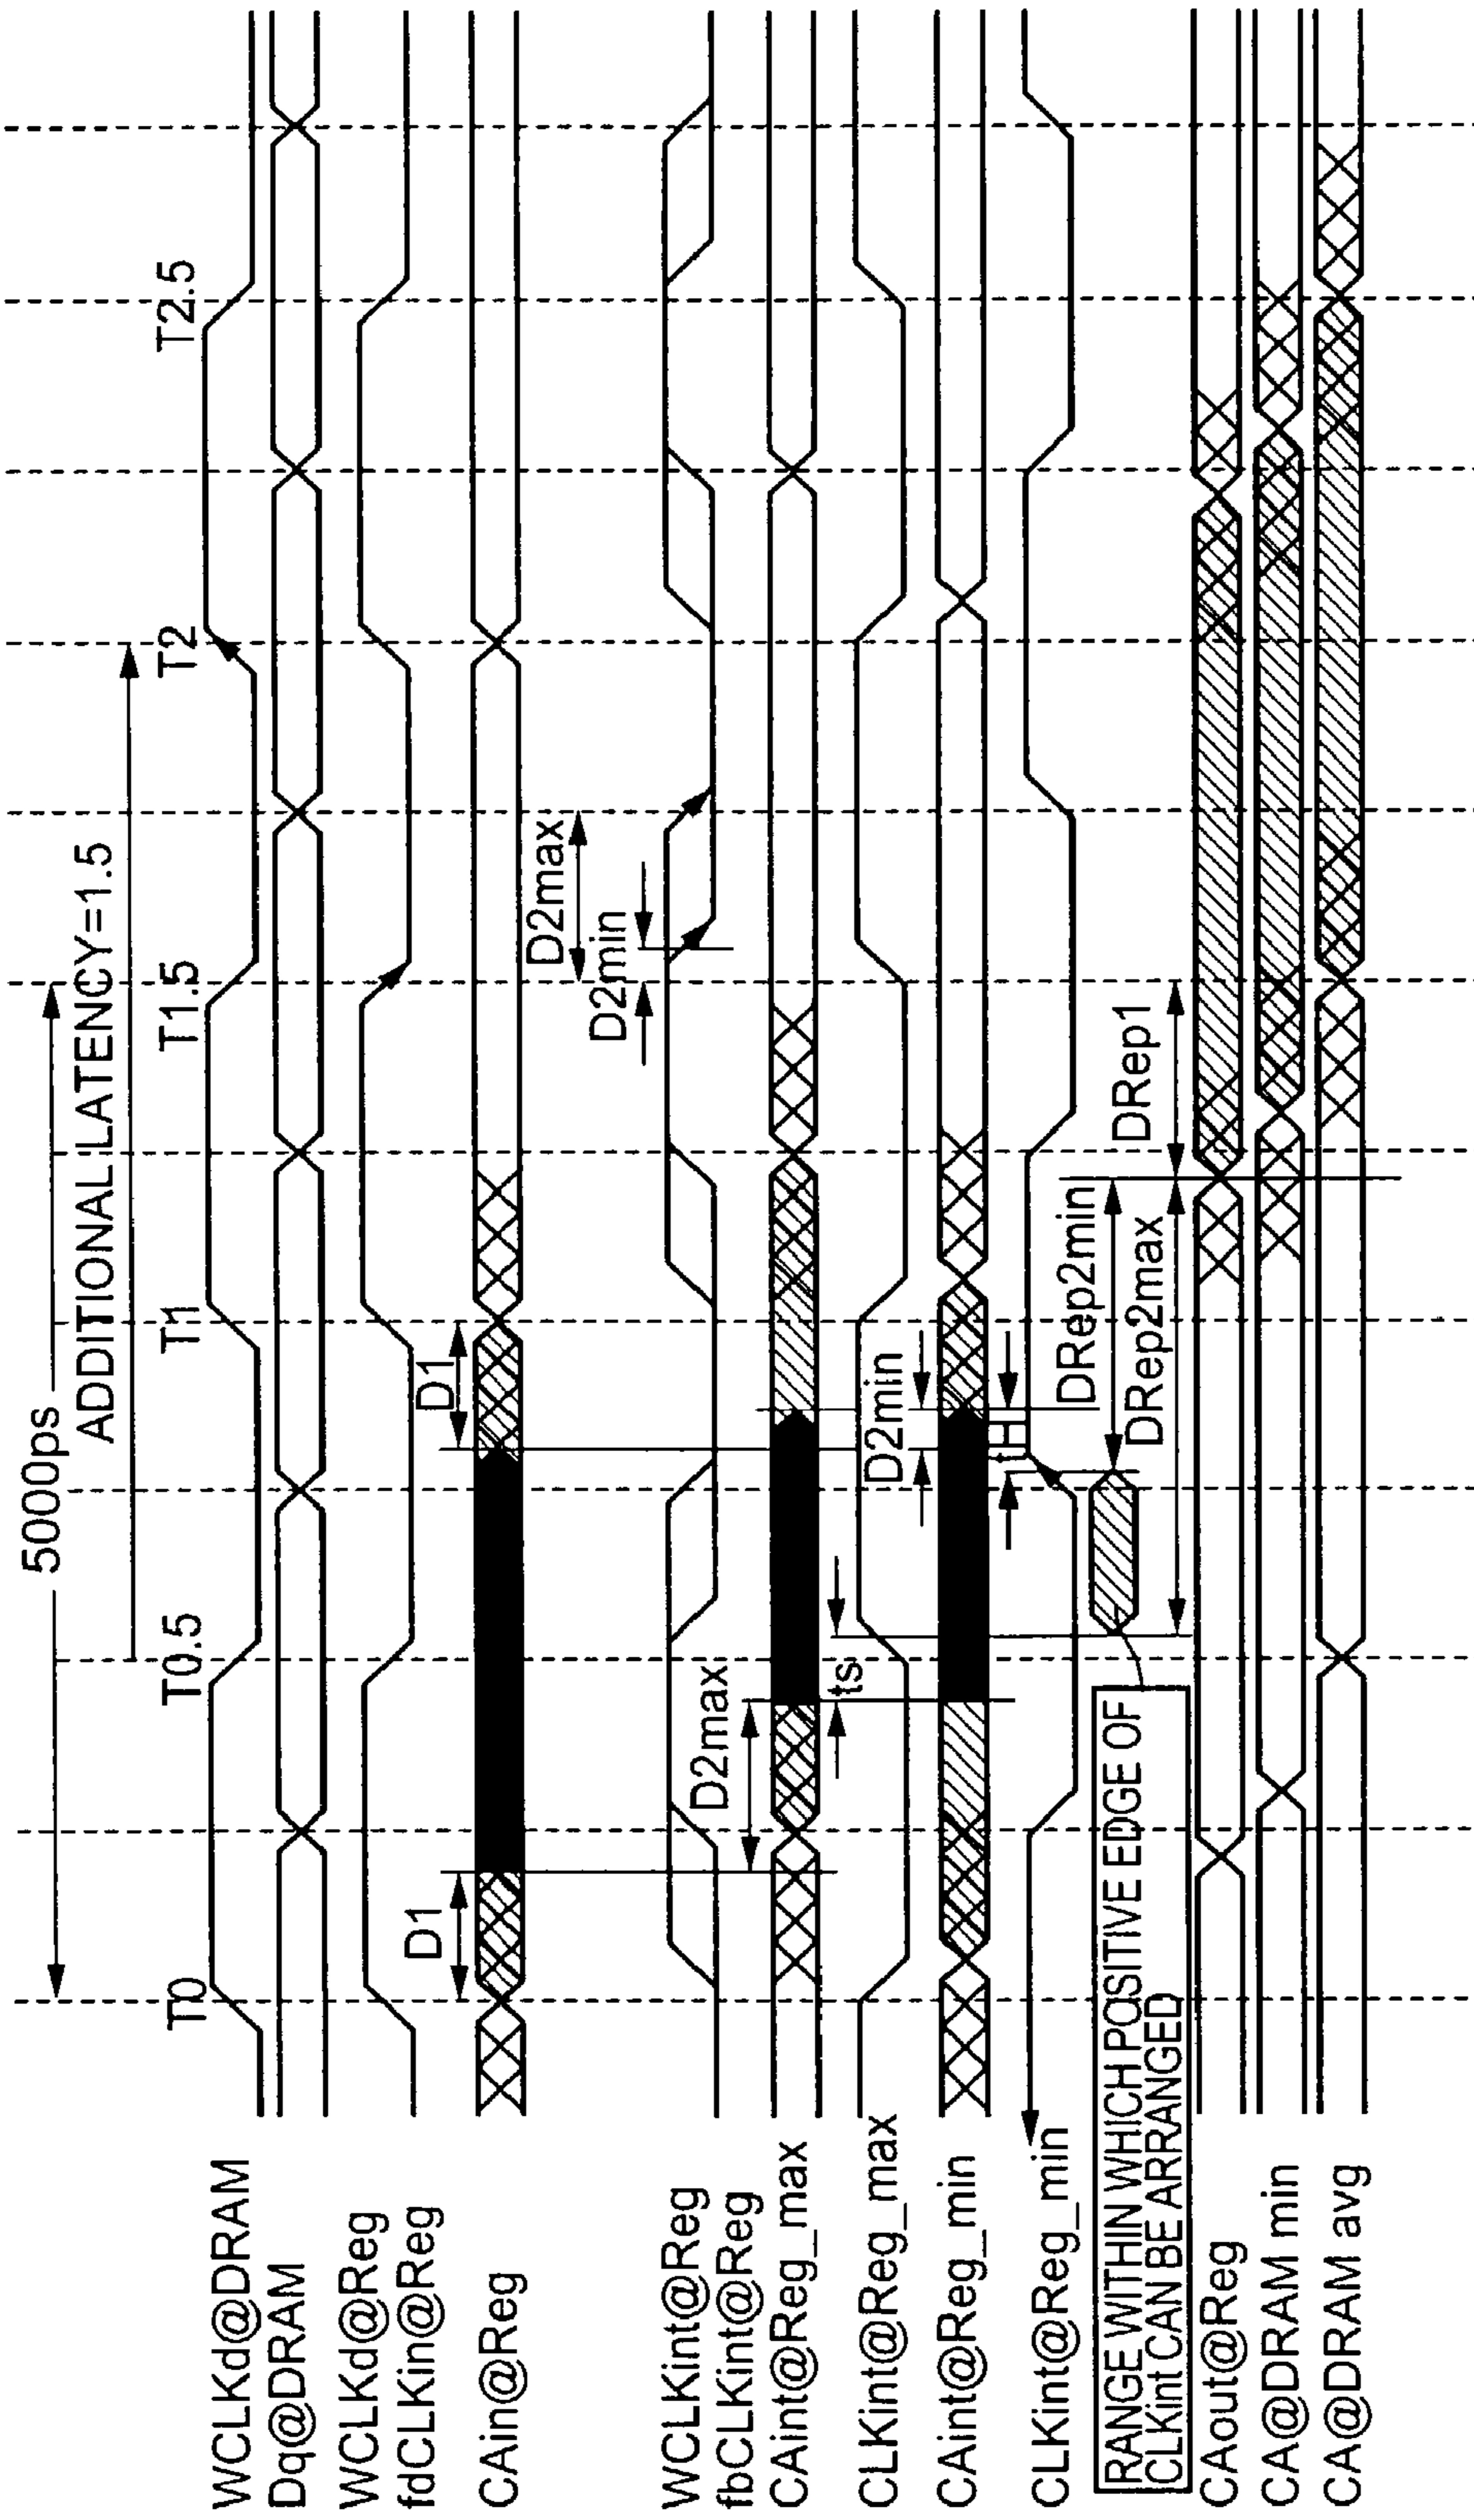 5000ps
ADDITIONAL LATENCY=1.5
T0
T0.5
T1
T1.5
T2
T2.5
WCLKd@DRAM
Dq@DRAM
WCLKd@Reg
fdCLKin@Reg
D1
D1
CAin@Reg
D2max
D2min
WCLKint@Reg
fbCLKint@Reg
D2max
CAint@Reg_max
ts
CLKint@Reg_max
D2min
CAint@Reg_min
tH
CLKint@Reg_min
DRep2min
DRep1
DRep2max
RANGE WITHIN WHICH POSITIVE EDGE OF
CLKint CAN BE ARRANGED
CAout@Reg
CA@DRAM min
CA@DRAM avg